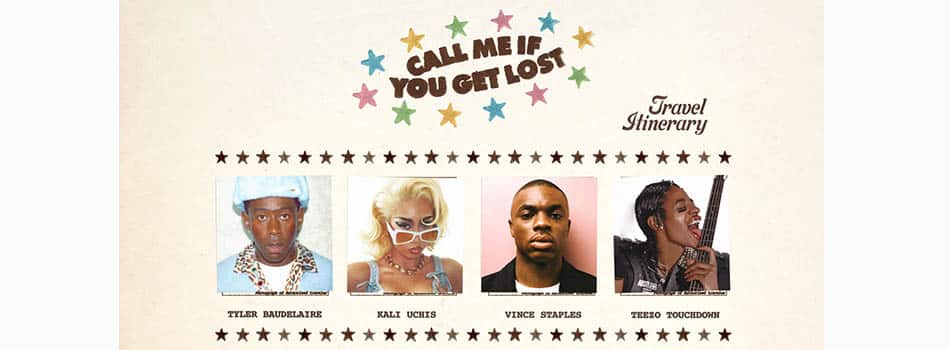 CALL ME IF
YOU GET LOST
Travel
Itinerary
TYLER BAUDELAIRE
KALI UCHIS
VINCE STAPLES
TEEZO TOUCHDOWN